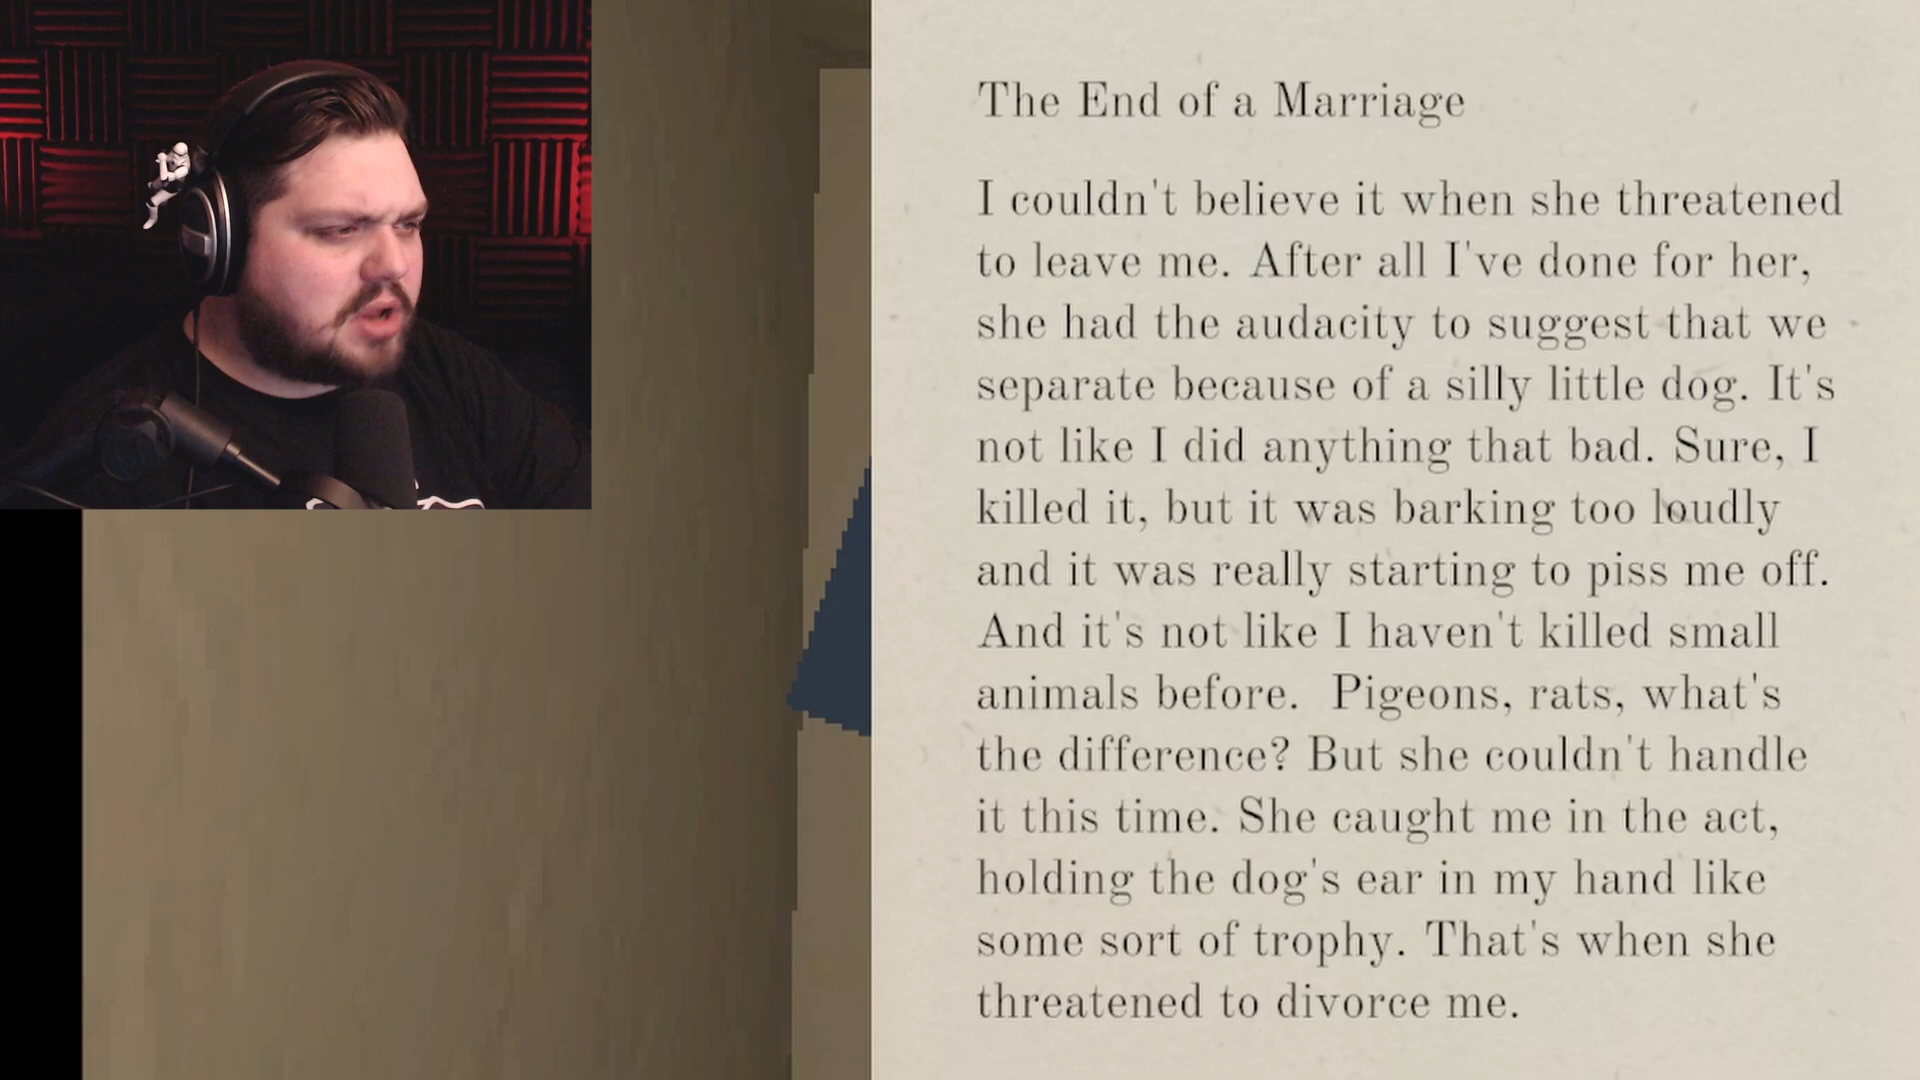 The End of a Marriage
I couldn't believe it when she threatened
to leave me. After all I've done for her,
she had the audacity to suggest that we
separate because of a silly little dog. It's
not like I did anything that bad. Sure, I
killed it, but it was barking too loudly
and it was really starting to piss me off.
And it's not like I haven't killed small
animals before.  Pigeons, rats, what's
the difference? But she couldn't handle
it this time. She caught me in the act,
holding the dog's ear in my hand like
some sort of trophy. That's when she
threatened to divorce me.